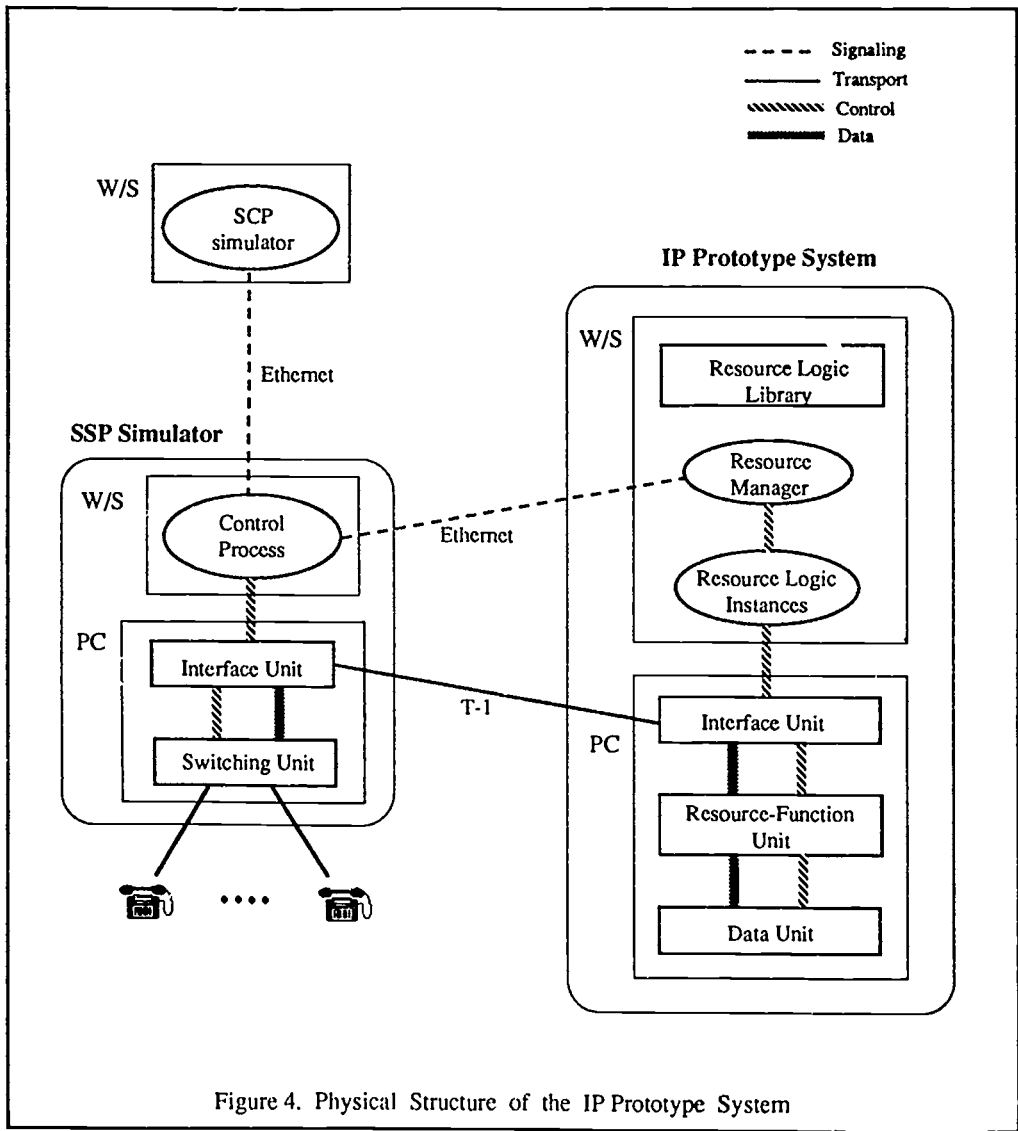 Signaling
Transport
Control
Data
W/S
SCP
simulator
Ethernet
IP Prototype System
W/S
Resource Logic
Library
Resource
Manager
Resource Logic
Instances
SSP Simulator
W/S
Control
Process
Ethernet
PC
Interface Unit
Switching Unit
T-1
PC
Interface Unit
Resource-Function
Unit
Data Unit
Figure 4. Physical Structure of the IP Prototype System